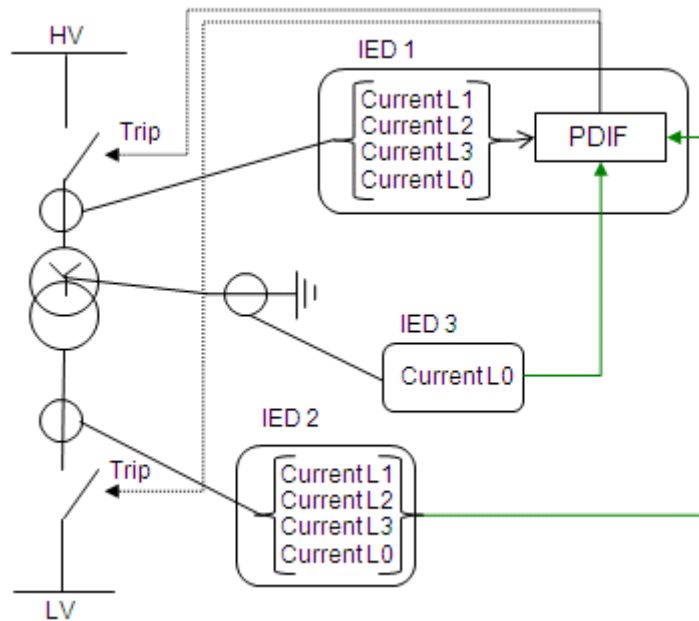 HV
IED 1
Current L1
Current L2
Current L3
Current L0
PDIF
Trip
IED 3
Current L0
IED 2
Trip
Current L1
Current L2
Current L3
Current L0
LV